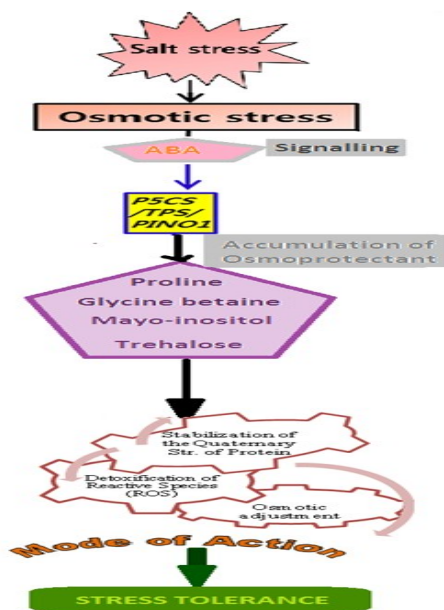 Salt stress
Osmotic stress
ABA
Signalling
P5CS
/TPS/
PINO1
Accumulation of
Osmoprotectant
Proline
Glycine betaine
Mayo-inositol
Trehalose
Stabilization of
the Quaternary
Str. of Protein
Detoxification of
Reactive Species
(ROS)
Osmotic
adjustment
Mode of Action
STRESS TOLERANCE